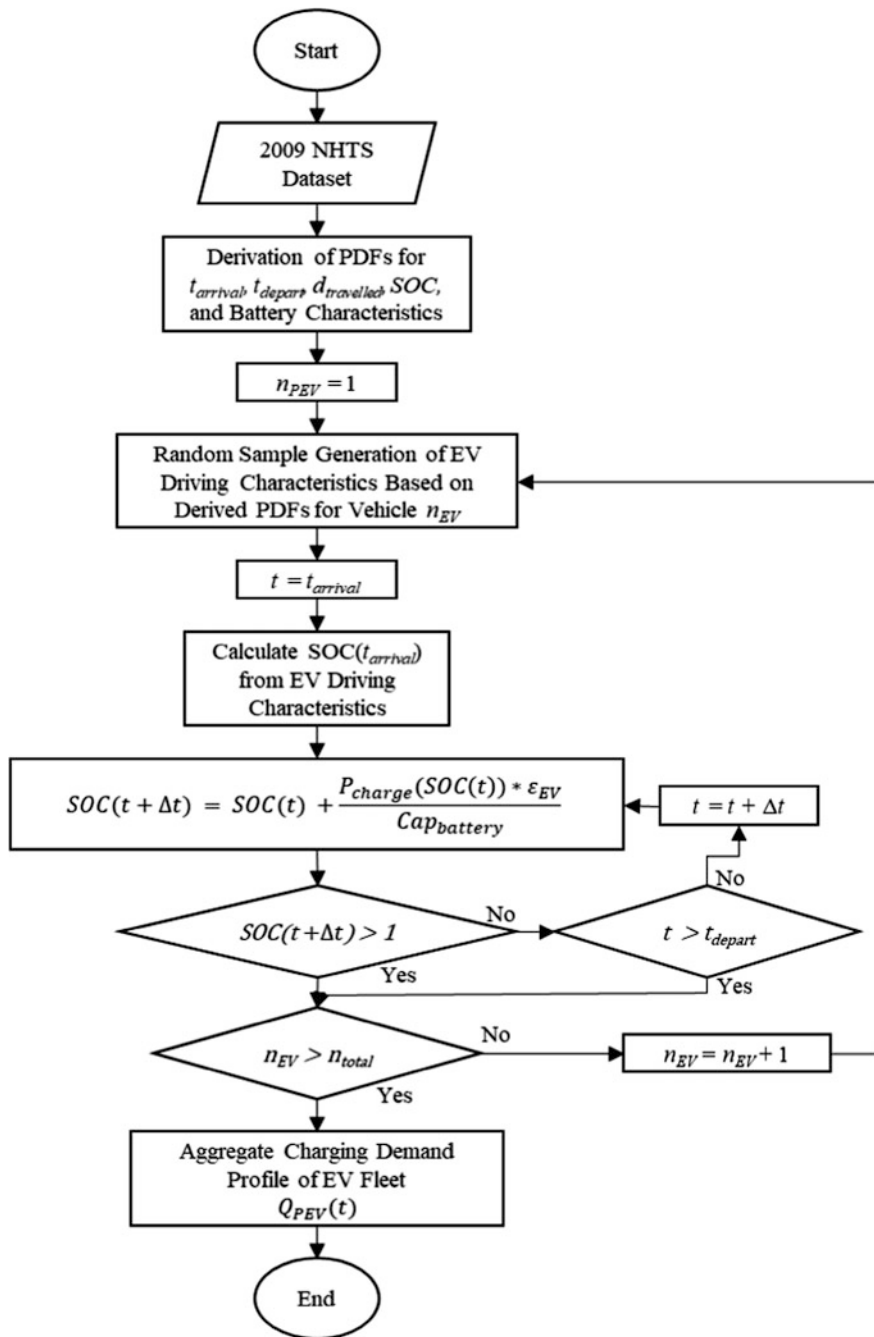 Start
2009 NHTS
Dataset
Derivation of PDFs for
t_arrival, t_depart, d_travelled, SOC,
and Battery Characteristics
n_PEV = 1
Random Sample Generation of EV
Driving Characteristics Based on
Derived PDFs for Vehicle n_EV
t = t_arrival
Calculate SOC(t_arrival)
from EV Driving
Characteristics
SOC(t + Δt) = SOC(t) + P_charge(SOC(t)) * ε_EV / Cap_battery
t = t + Δt
No
SOC(t+Δt) > 1
No
t > t_depart
Yes
Yes
n_EV > n_total
No
n_EV = n_EV + 1
Yes
Aggregate Charging Demand
Profile of EV Fleet
Q_PEV(t)
End